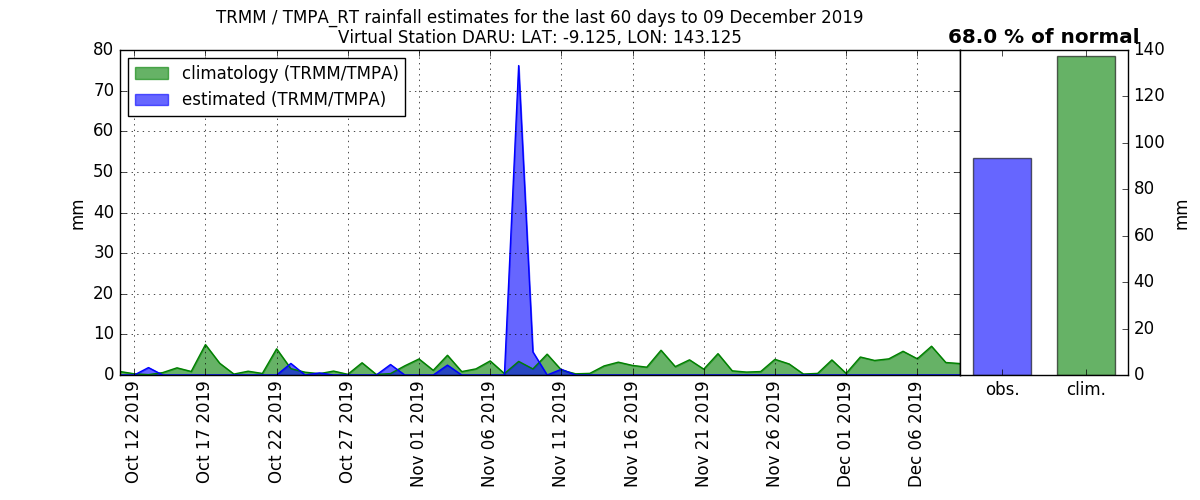 TRMM / TMPA_RT rainfall estimates for the last 60 days to 09 December 2019
Virtual Station DARU: LAT: -9.125, LON: 143.125
68.0 % of normal
climatology (TRMM/TMPA)
estimated (TRMM/TMPA)
80
70
60
50
40
30
20
10
0
mm
Oct 12 2019
Oct 17 2019
Oct 22 2019
Oct 27 2019
Nov 01 2019
Nov 06 2019
Nov 11 2019
Nov 16 2019
Nov 21 2019
Nov 26 2019
Dec 01 2019
Dec 06 2019
140
120
100
80
60
40
20
0
mm
obs.
clim.